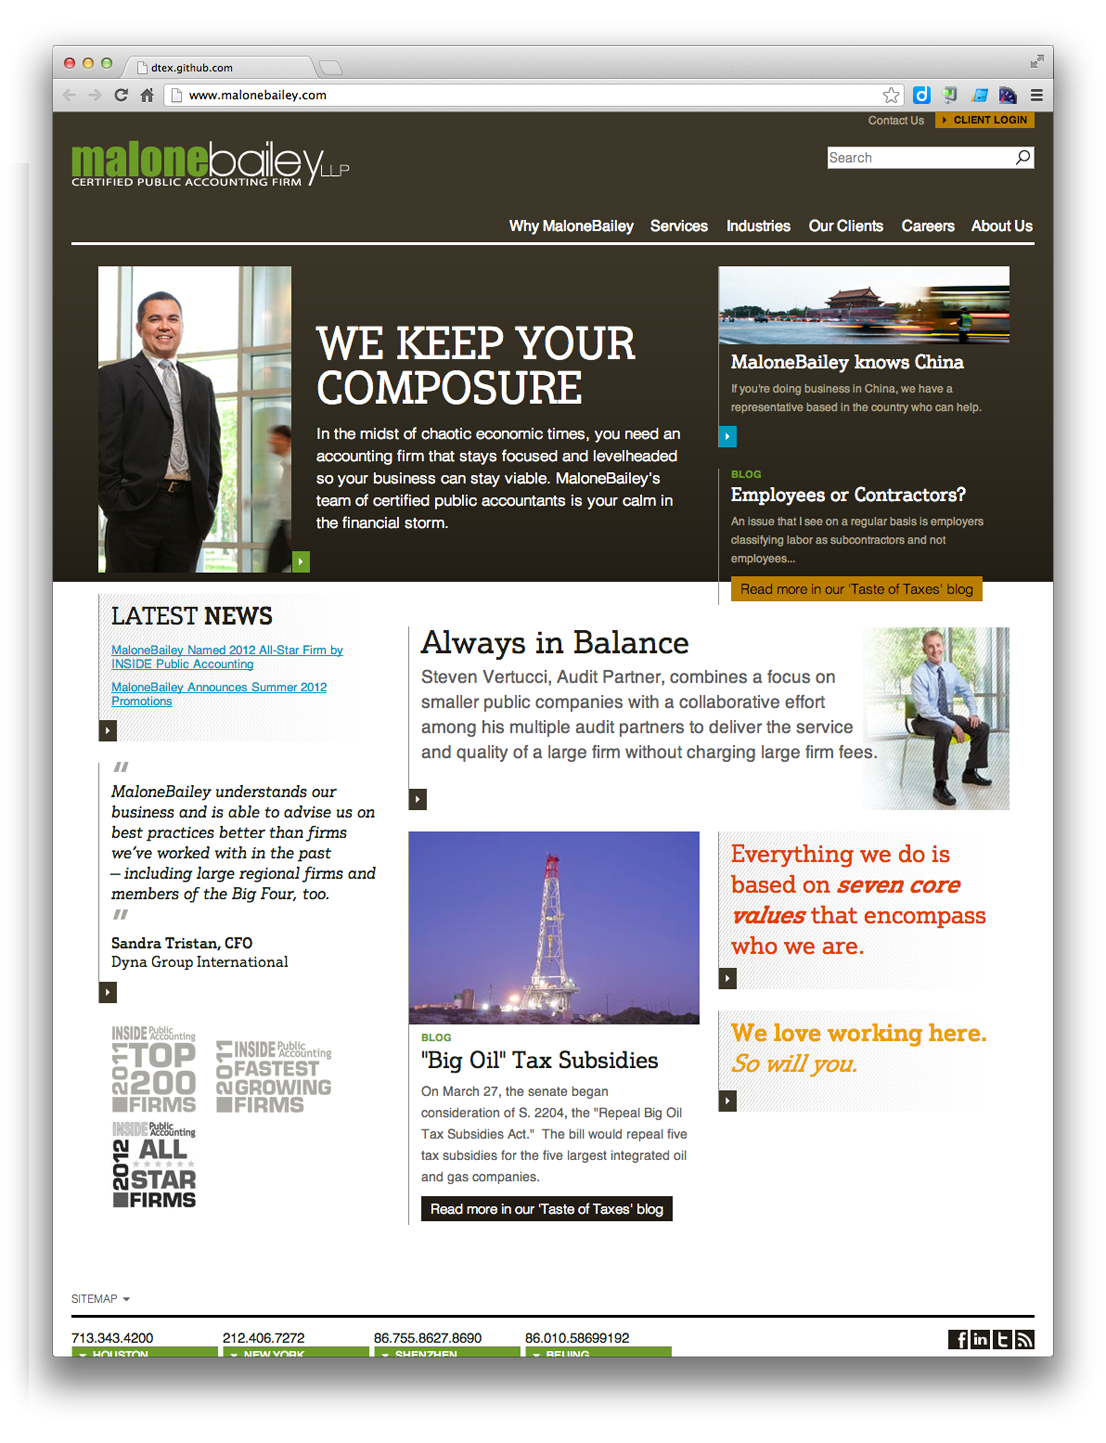 dtex.github.com
www.malonebailey.com
Contact Us
CLIENT LOGIN
malonebaileyLLP
CERTIFIED PUBLIC ACCOUNTING FIRM
Search
Why MaloneBailey Services Industries Our Clients Careers About Us
WE KEEP YOUR
COMPOSURE
In the midst of chaotic economic times, you need an
accounting firm that stays focused and levelheaded
so your business can stay viable. MaloneBailey's
team of certified public accountants is your calm in
the financial storm.
MaloneBailey knows China
If you're doing business in China, we have a
representative based in the country who can help.
BLOG
Employees or Contractors?
An issue that I see on a regular basis is employers
classifying labor as subcontractors and not
employees...
Read more in our 'Taste of Taxes' blog
LATEST NEWS
MaloneBailey Named 2012 All-Star Firm by
INSIDE Public Accounting
MaloneBailey Announces Summer 2012
Promotions
Always in Balance
Steven Vertucci, Audit Partner, combines a focus on
smaller public companies with a collaborative effort
among his multiple audit partners to deliver the service
and quality of a large firm without charging large firm fees.
“
MaloneBailey understands our
business and is able to advise us on
best practices better than firms
we've worked with in the past
—including large regional firms and
members of the Big Four, too.
”
Sandra Tristan, CFO
Dyna Group International
INSIDE Public Accounting
2011 TOP
200
FIRMS
INSIDE Public Accounting
2011 FASTEST
GROWING
FIRMS
INSIDE Public Accounting
2012 ALL
STAR
FIRMS
BLOG
"Big Oil" Tax Subsidies
On March 27, the senate began
consideration of S. 2204, the "Repeal Big Oil
Tax Subsidies Act." The bill would repeal five
tax subsidies for the five largest integrated oil
and gas companies.
Read more in our 'Taste of Taxes' blog
Everything we do is
based on seven core
values that encompass
who we are.
We love working here.
So will you.
SITEMAP
713.343.4200 212.406.7272 86.755.8627.8690 86.010.58699192
HOUSTON NEW YORK SHENZHEN BEIJING